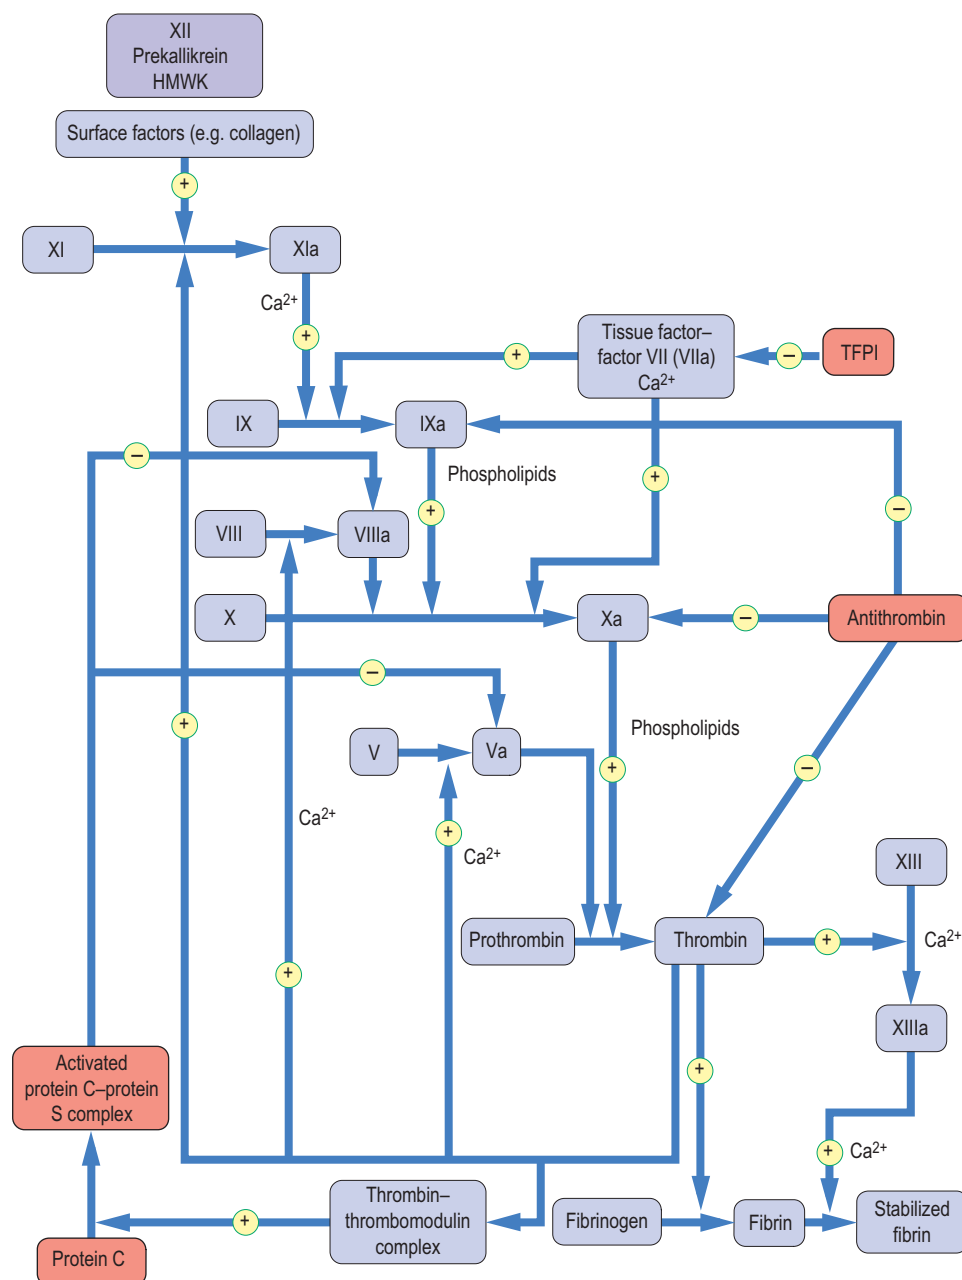 XII
Prekallikrein
HMWK
Surface factors (e.g. collagen)
+
XI
XIa
Ca2+
+
Tissue factor–
factor VII (VIIa)
Ca2+
+
−
TFPI
IX
IXa
−
Phospholipids
+
+
−
VIII
VIIIa
X
Xa
−
Antithrombin
−
+
V
Va
Phospholipids
+
−
Ca2+
+
Ca2+
XIII
Prothrombin
Thrombin
+
Ca2+
+
XIIIa
Activated
protein C–protein
S complex
+
+
Ca2+
Thrombin–
thrombomodulin
complex
+
Fibrinogen
Fibrin
Stabilized
fibrin
Protein C